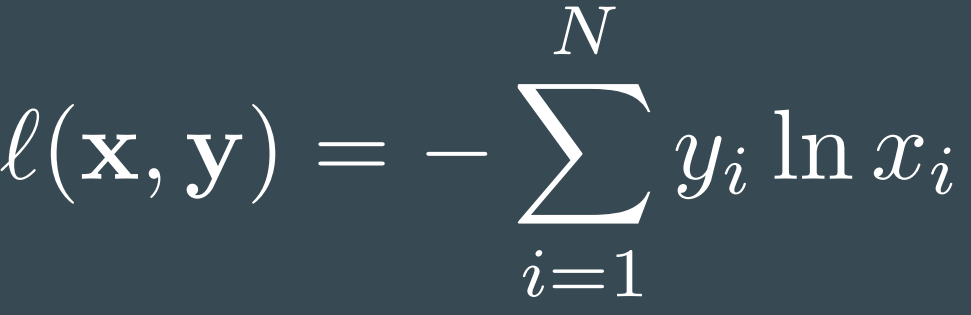 ℓ(𝐱, 𝐲) = − ∑_{i=1}^{N} y_i ln x_i